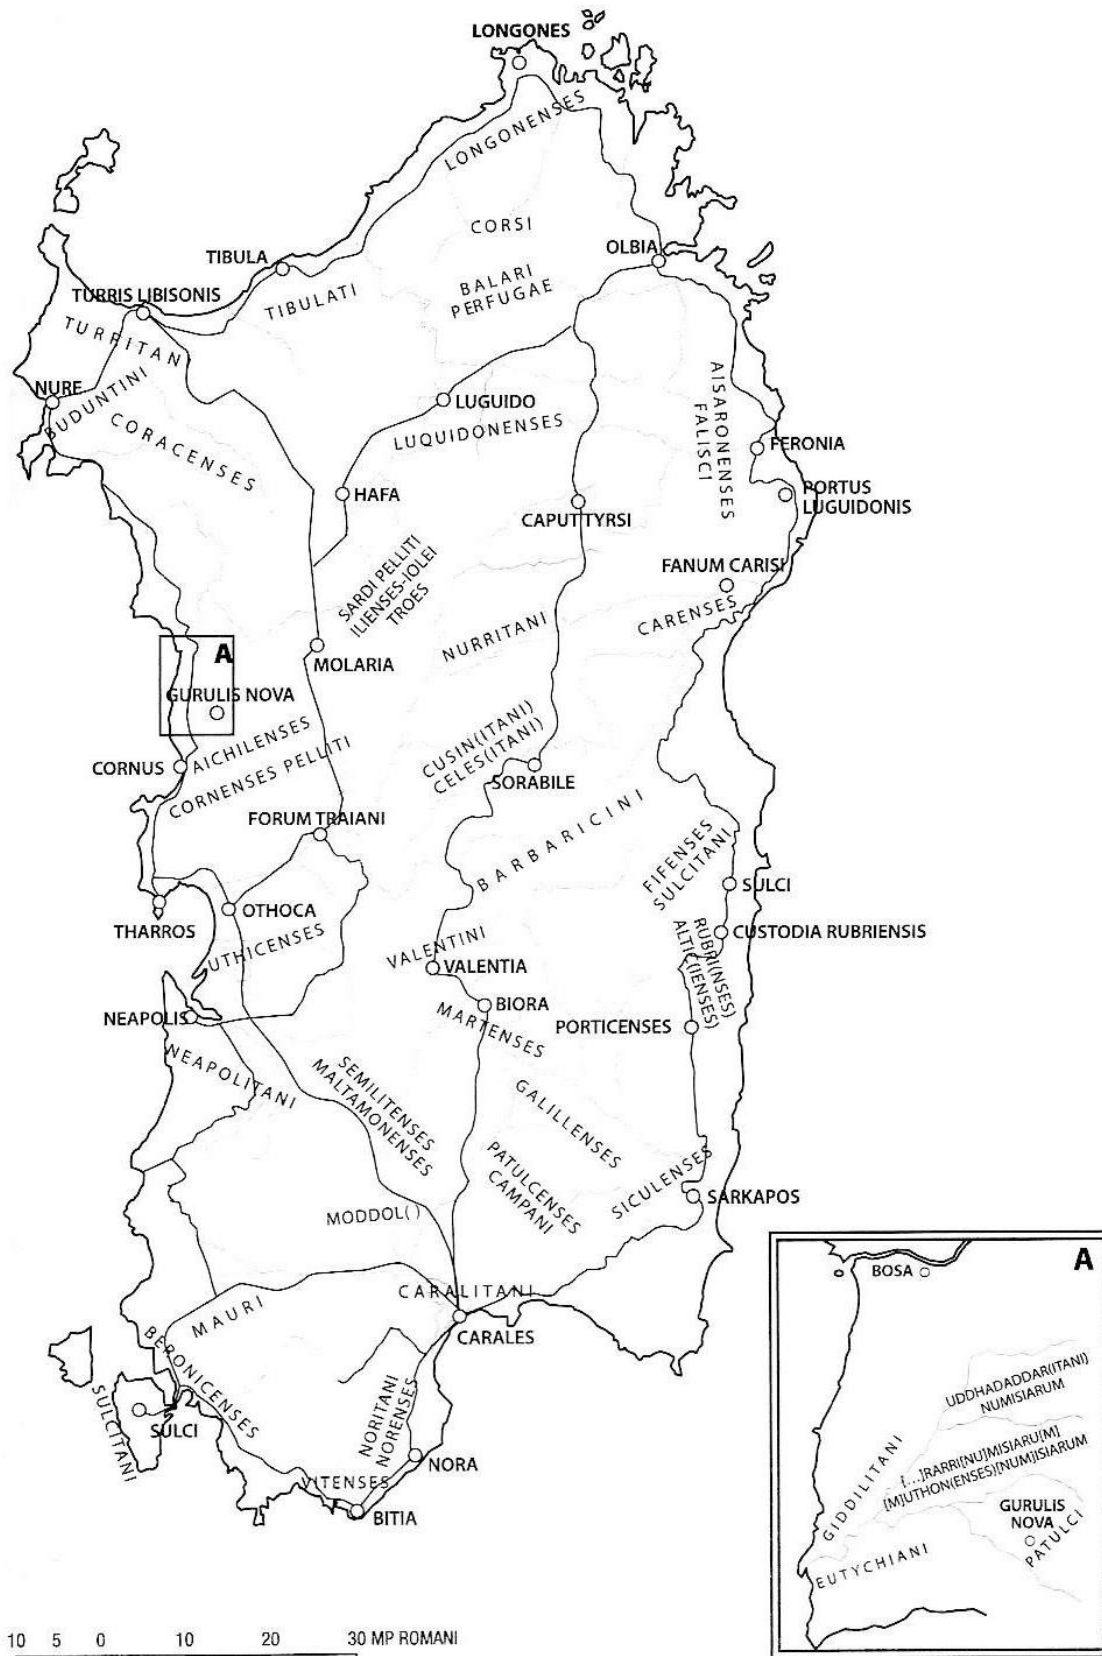 LONGONES
LONGONENSES
CORSI
TIBULA
OLBIA
BALARI
PERFUGAE
TURRIS LIBISONIS
TIBULATI
TURRITAN
NURE
BUDUNTINI
CORACENSES
LUGUIDO
LUQUIDONENSES
AISARONENSES
FALISCI
FERONIA
HAFA
PORTUS
LUGUIDONIS
CAPUT TYRSI
FANUM CARISI
SARDI PELLITI
ILIENSES-IOLEI
TROES
CARENSES
NURRITANI
A
MOLARIA
GURULIS NOVA
AICHILENSES
CUSIN(ITANI)
CELES(ITANI)
CORNUS
CORNENSES PELLITI
SORABILE
FORUM TRAIANI
BARBARICINI
FIFENSES
SULCITANI
SULCI
OTHOCA
THARROS
UTHICENSES
CUSTODIA RUBRIENSIS
VALENTINI
VALENTIA
RUBRI(NSES)
ALTIC(IENSES)
BIORA
NEAPOLIS
MARTENSES
PORTICENSES
NEAPOLITANI
SEMILITENSES
MALTAMONENSES
GALILLENSES
PATULCENSES
CAMPANI
SICULENSES
SARKAPOS
MODDOL( )
CARALITANI
MAURI
CARALES
BERONICENSES
SULCITANI
SULCI
NORITANI
NORENSES
NORA
VITENSES
BITIA
A
BOSA
UDDHADADDAR(ITANI)
NUMISIARUM
[...]RARRI[NU]MISIARU[M]
[M]UTHON(ENSES)[NUM]ISIARUM
GIDDILITANI
GURULIS
NOVA
PATULCI
EUTYCHIANI
10 5 0 10 20 30 MP ROMANI